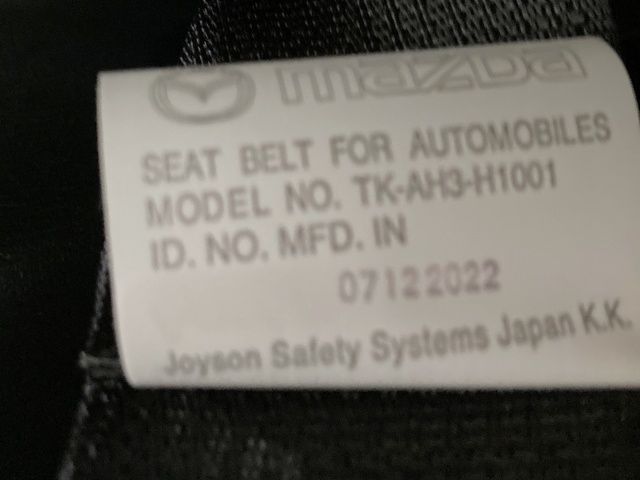 mazda
SEAT BELT FOR AUTOMOBILES
MODEL NO. TK-AH3-H1001
ID. NO. MFD. IN
07122022
Joyson Safety Systems Japan K.K.